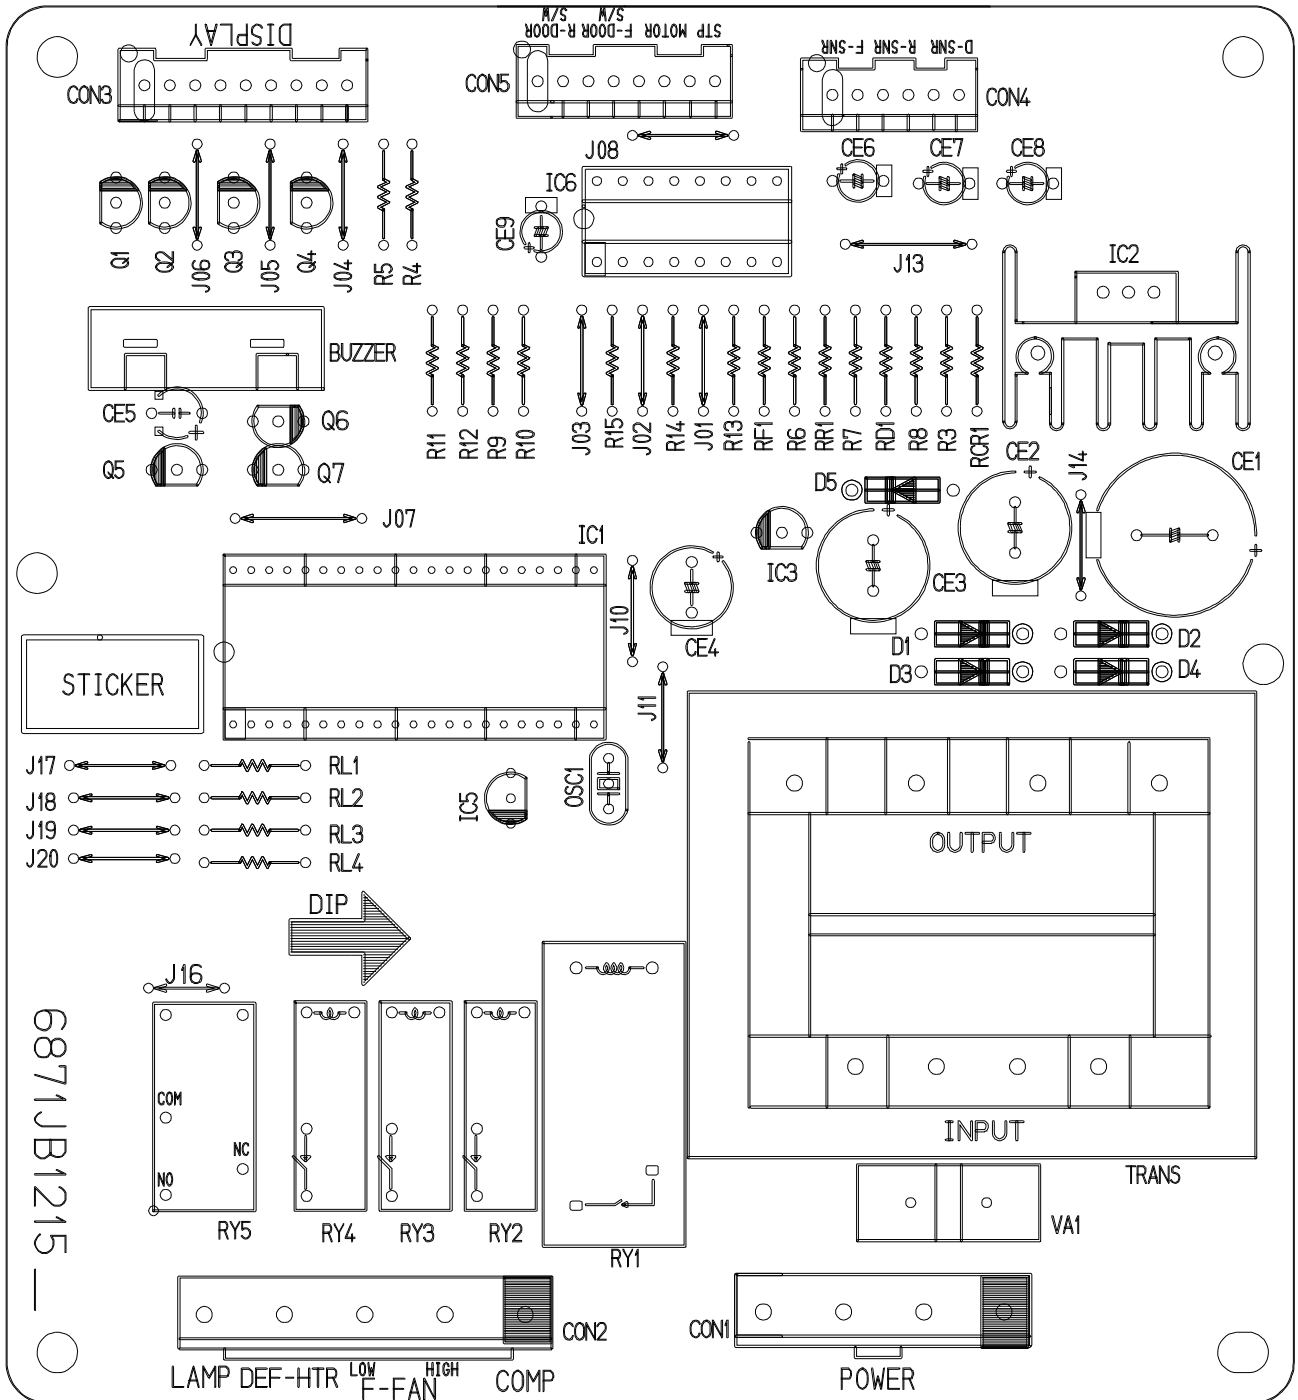 DISPLAY
S/W S/W
R-DOOR F-DOOR MOTOR STP
F-SNR R-SNR D-SNR
CON3
CON5
CON4
J08
CE6
CE7
CE8
IC6
CE9
Q1
Q2
J06
Q3
J05
Q4
J04
R5
R4
J13
IC2
BUZZER
CE5
Q6
Q5
Q7
R11
R12
R9
R10
J03
R15
J02
R14
J01
R13
RF1
R6
RR1
R7
RD1
R8
R3
RCR1
CE2
J14
CE1
D5
J07
IC1
IC3
CE3
J10
CE4
D1
D2
D3
D4
STICKER
J11
J17
RL1
J18
RL2
J19
RL3
J20
RL4
IC5
OSC1
OUTPUT
DIP
J16
6871JB1215_
COM
NC
NO
INPUT
TRANS
RY5
RY4
RY3
RY2
RY1
VA1
CON2
CON1
LAMP DEF-HTR LOW F-FAN HIGH COMP
POWER